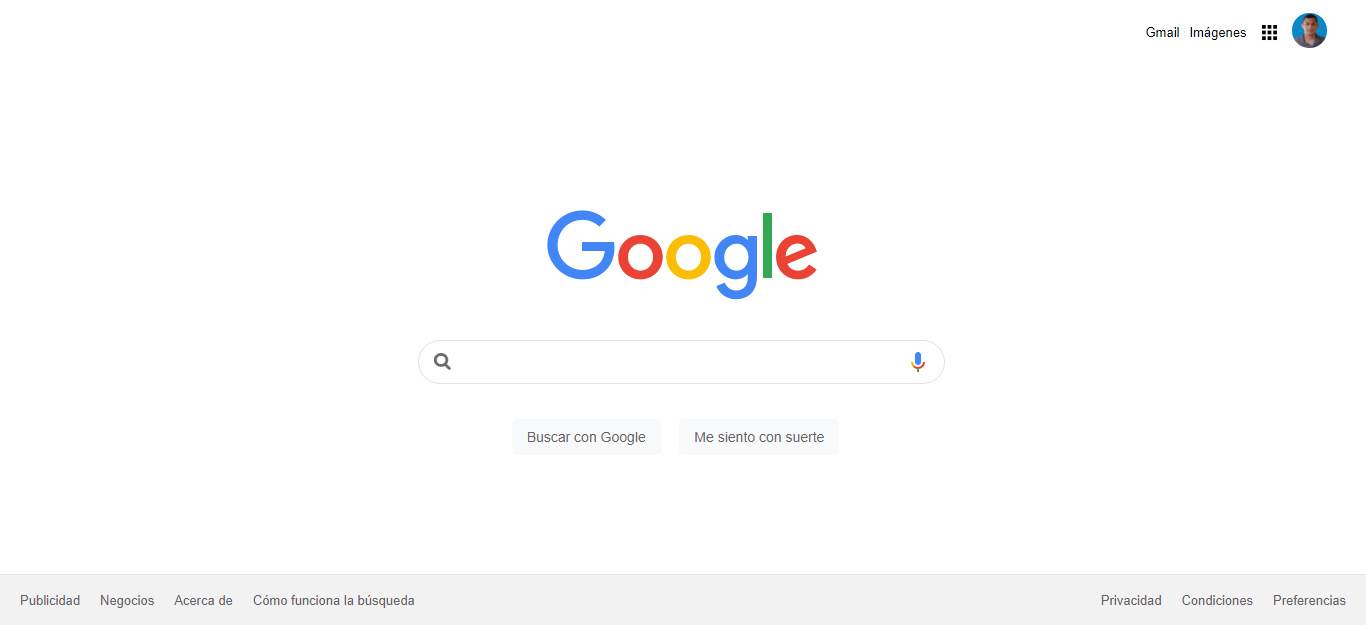 Gmail Imágenes
Google
Buscar con Google Me siento con suerte
Publicidad Negocios Acerca de Cómo funciona la búsqueda Privacidad Condiciones Preferencias